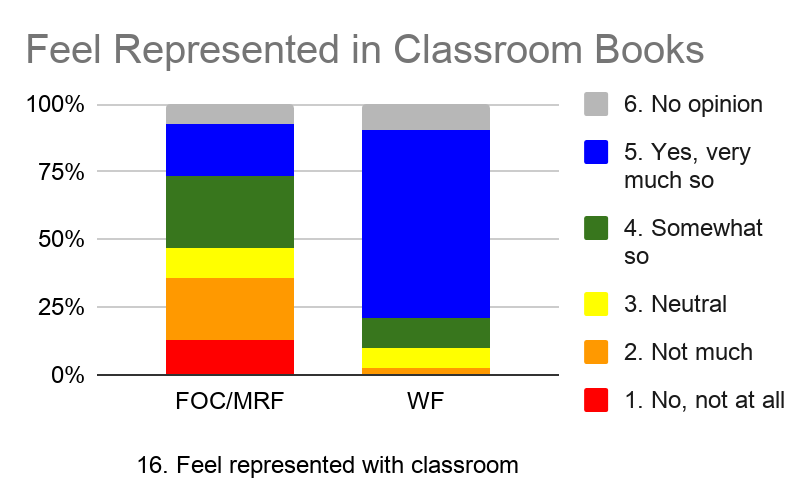 Feel Represented in Classroom Books
100%
75%
50%
25%
0%
FOC/MRF
WF
16. Feel represented with classroom
6. No opinion
5. Yes, very
much so
4. Somewhat
so
3. Neutral
2. Not much
1. No, not at all